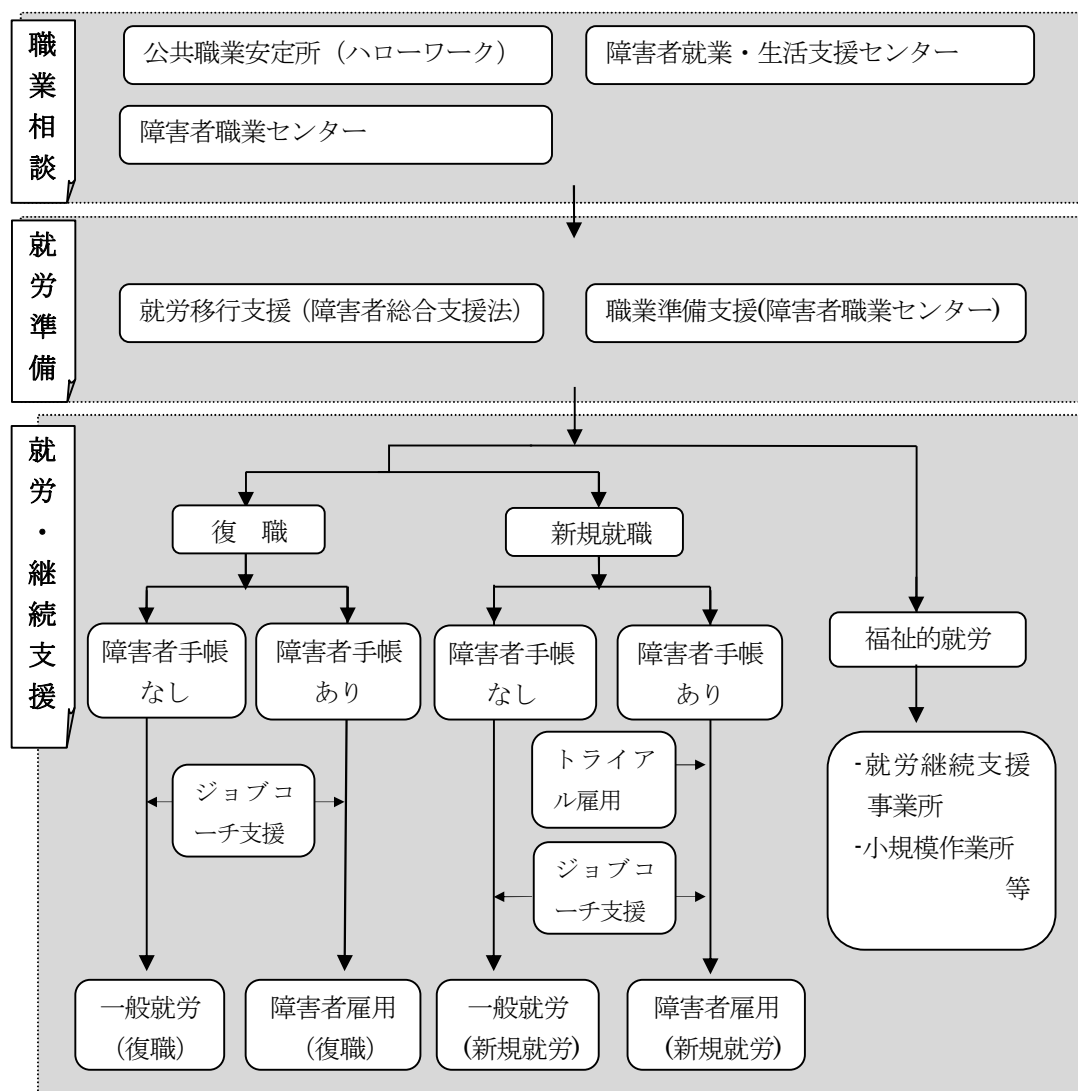 職業相談
公共職業安定所（ハローワーク）
障害者就業・生活支援センター
障害者職業センター
就労準備
就労移行支援（障害者総合支援法）
職業準備支援(障害者職業センター)
就労・継続支援
復　職
新規就職
障害者手帳
なし
障害者手帳
あり
障害者手帳
なし
障害者手帳
あり
福祉的就労
トライア
ル雇用
ジョブコ
ーチ支援
ジョブコ
ーチ支援
-就労継続支援
事業所
-小規模作業所
等
一般就労
（復職）
障害者雇用
（復職）
一般就労
(新規就労)
障害者雇用
(新規就労)